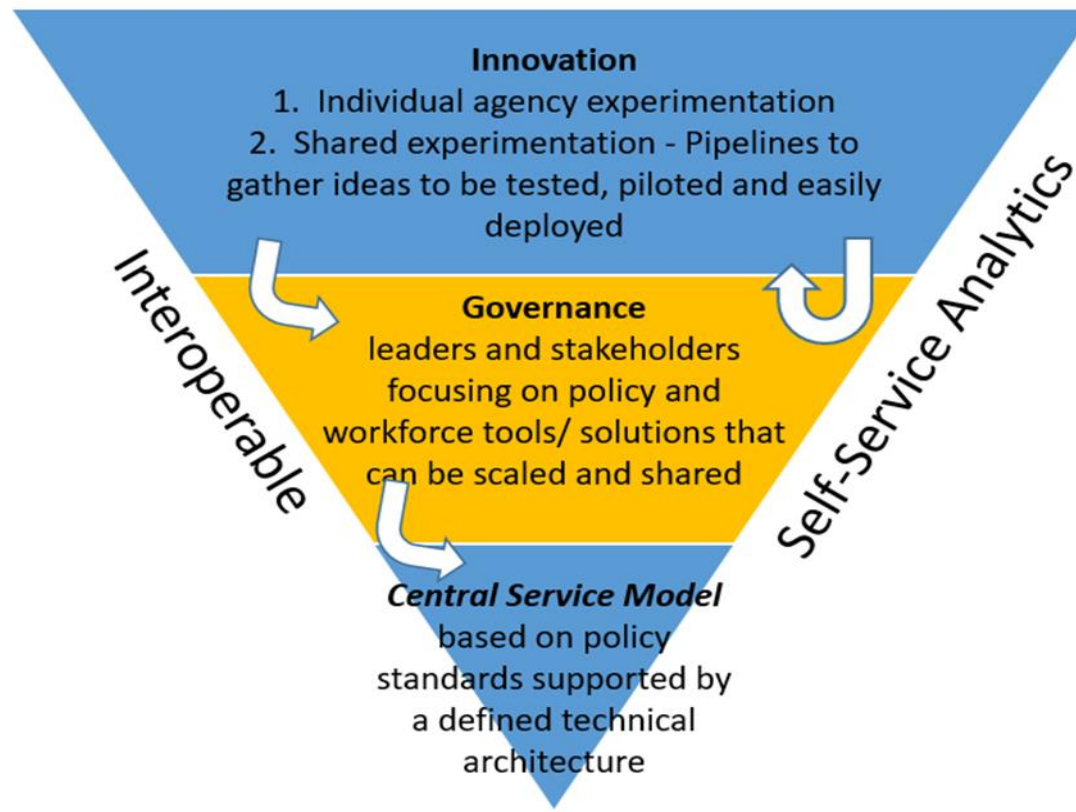 Innovation
1. Individual agency experimentation
2. Shared experimentation - Pipelines to
gather ideas to be tested, piloted and easily
deployed
Interoperable
Self-Service Analytics
Governance
leaders and stakeholders
focusing on policy and
workforce tools/ solutions that
can be scaled and shared
Central Service Model
based on policy
standards supported by
a defined technical
architecture